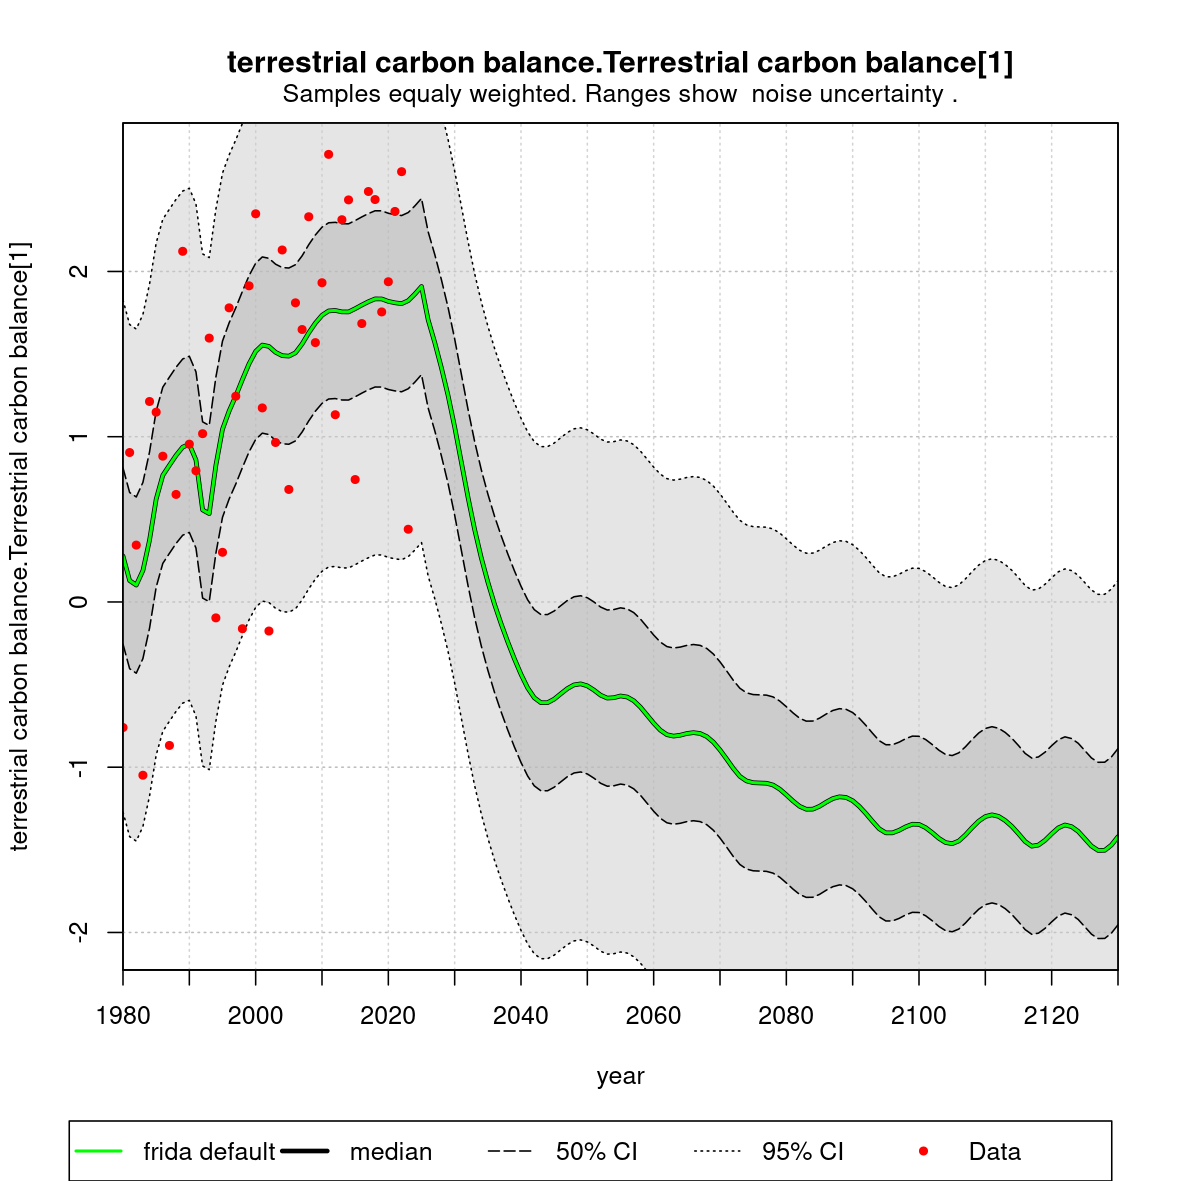 terrestrial carbon balance.Terrestrial carbon balance[1]
Samples equaly weighted. Ranges show  noise uncertainty .
terrestrial carbon balance.Terrestrial carbon balance[1]
2
1
0
-1
-2
1980 2000 2020 2040 2060 2080 2100 2120
year
frida default median 50% CI 95% CI Data